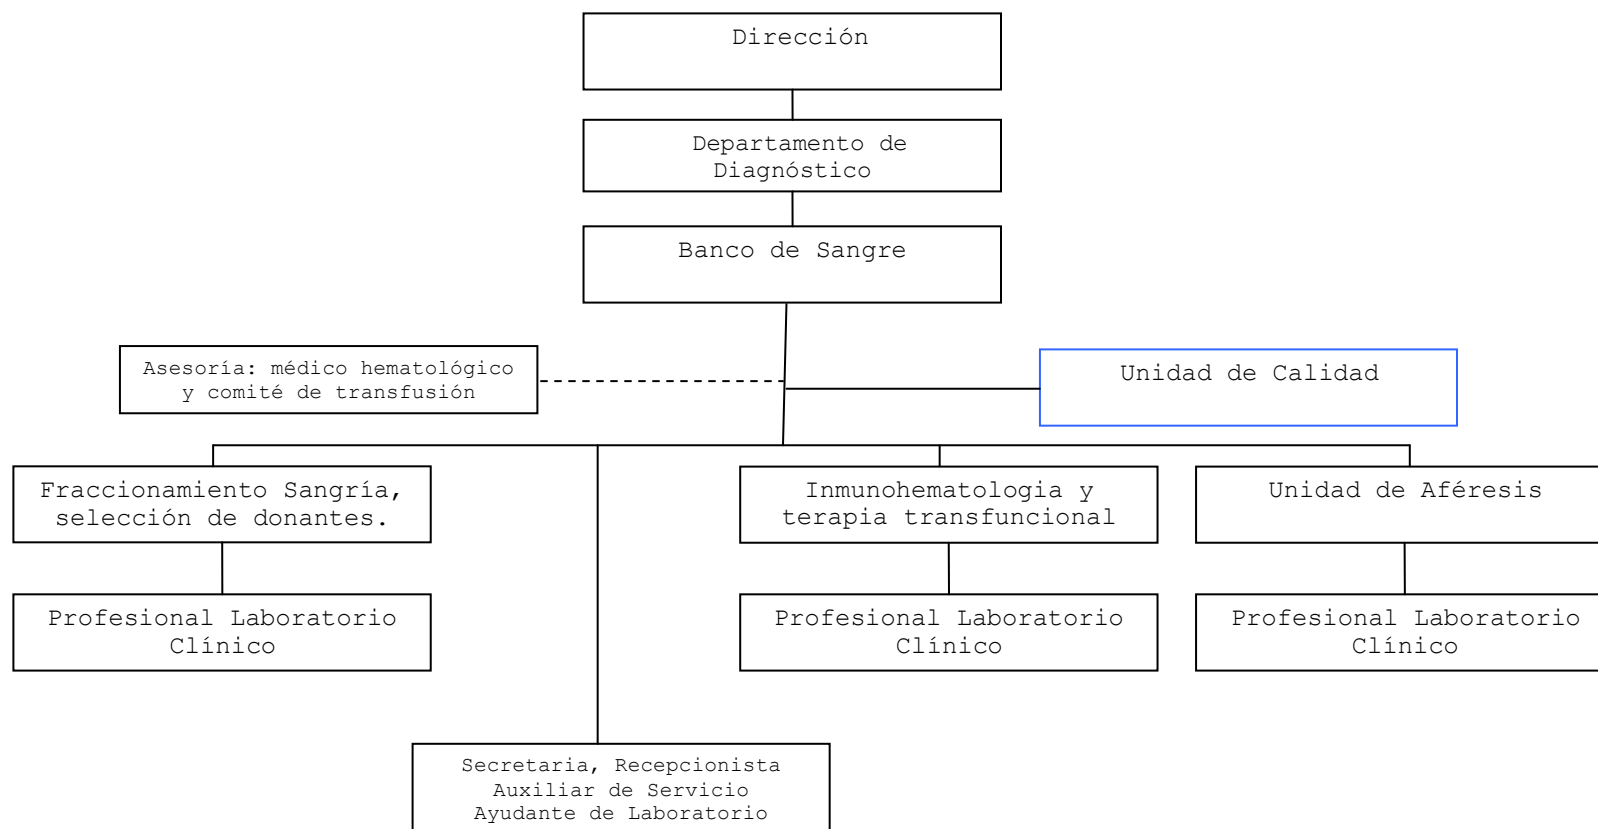 Dirección
Departamento de
Diagnóstico
Banco de Sangre
Asesoría: médico hematológico
y comité de transfusión
Unidad de Calidad
Fraccionamiento Sangría,
selección de donantes.
Inmunohematologia y
terapia transfuncional
Unidad de Aféresis
Profesional Laboratorio
Clínico
Profesional Laboratorio
Clínico
Profesional Laboratorio
Clínico
Secretaria, Recepcionista
Auxiliar de Servicio
Ayudante de Laboratorio